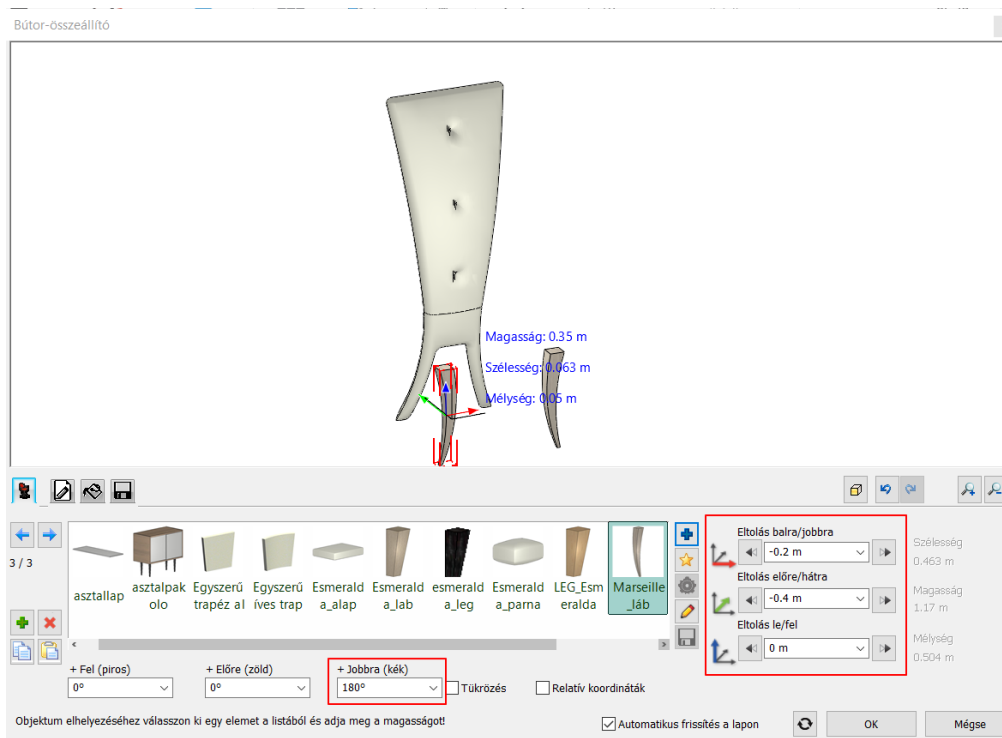 Bútor-összeállító
Magasság: 0.35 m
Szélesség: 0.063 m
Mélység: 0.05 m
3 / 3
asztallap
asztalpak
olo
Egyszerű
trapéz al
Egyszerű
íves trap
Esmerald
a_alap
Esmerald
a_lab
esmerald
a_leg
Esmerald
a_parna
LEG_Esm
eralda
Marseille
_láb
Eltolás balra/jobbra
-0.2 m
Eltolás előre/hátra
-0.4 m
Eltolás le/fel
0 m
Szélesség
0.463 m
Magasság
1.17 m
Mélység
0.504 m
+ Fel (piros)
0°
+ Előre (zöld)
0°
+ Jobbra (kék)
180°
Tükrözés
Relatív koordináták
Objektum elhelyezéséhez válasszon ki egy elemet a listából és adja meg a magasságot!
Automatikus frissítés a lapon
OK
Mégse